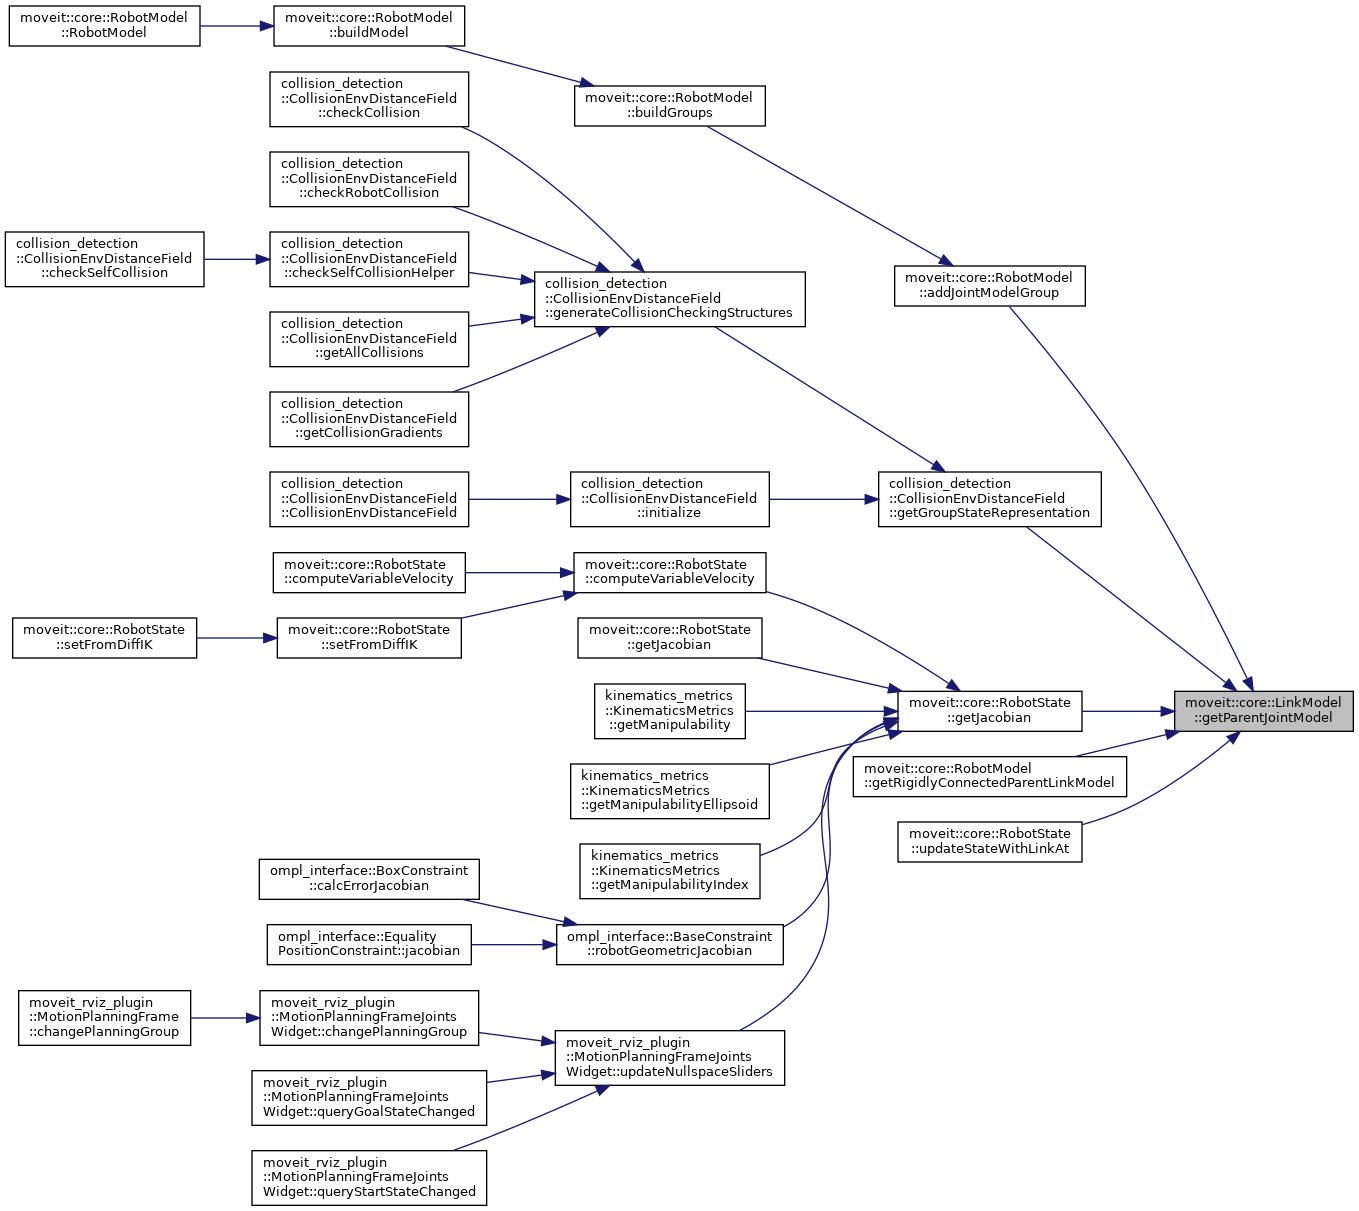 moveit::core::RobotModel
::RobotModel
moveit::core::RobotModel
::buildModel
moveit::core::RobotModel
::buildGroups
collision_detection
::CollisionEnvDistanceField
::checkCollision
collision_detection
::CollisionEnvDistanceField
::checkRobotCollision
collision_detection
::CollisionEnvDistanceField
::checkSelfCollision
collision_detection
::CollisionEnvDistanceField
::checkSelfCollisionHelper
collision_detection
::CollisionEnvDistanceField
::generateCollisionCheckingStructures
moveit::core::RobotModel
::addJointModelGroup
collision_detection
::CollisionEnvDistanceField
::getAllCollisions
collision_detection
::CollisionEnvDistanceField
::getCollisionGradients
collision_detection
::CollisionEnvDistanceField
::CollisionEnvDistanceField
collision_detection
::CollisionEnvDistanceField
::initialize
collision_detection
::CollisionEnvDistanceField
::getGroupStateRepresentation
moveit::core::RobotState
::computeVariableVelocity
moveit::core::RobotState
::computeVariableVelocity
moveit::core::RobotState
::setFromDiffIK
moveit::core::RobotState
::setFromDiffIK
moveit::core::RobotState
::getJacobian
kinematics_metrics
::KinematicsMetrics
::getManipulability
moveit::core::RobotState
::getJacobian
moveit::core::LinkModel
::getParentJointModel
kinematics_metrics
::KinematicsMetrics
::getManipulabilityEllipsoid
moveit::core::RobotModel
::getRigidlyConnectedParentLinkModel
moveit::core::RobotState
::updateStateWithLinkAt
kinematics_metrics
::KinematicsMetrics
::getManipulabilityIndex
ompl_interface::BoxConstraint
::calcErrorJacobian
ompl_interface::Equality
PositionConstraint::jacobian
ompl_interface::BaseConstraint
::robotGeometricJacobian
moveit_rviz_plugin
::MotionPlanningFrame
::changePlanningGroup
moveit_rviz_plugin
::MotionPlanningFrameJoints
Widget::changePlanningGroup
moveit_rviz_plugin
::MotionPlanningFrameJoints
Widget::updateNullspaceSliders
moveit_rviz_plugin
::MotionPlanningFrameJoints
Widget::queryGoalStateChanged
moveit_rviz_plugin
::MotionPlanningFrameJoints
Widget::queryStartStateChanged